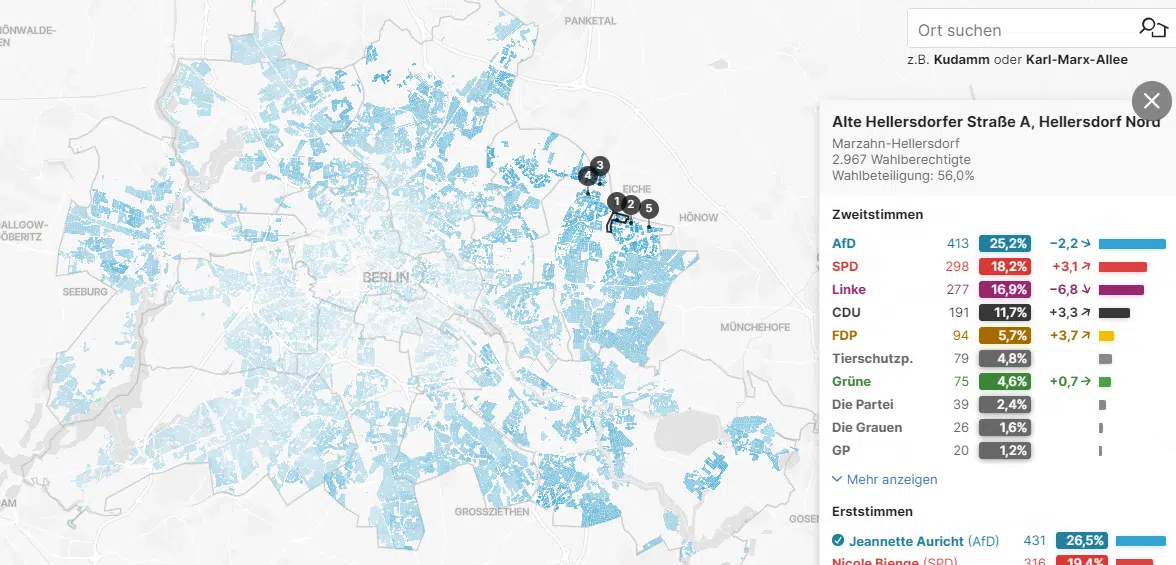 ÖNWALDE-
EN
PANKETAL
Ort suchen
z.B. Kudamm oder Karl-Marx-Allee
Alte Hellersdorfer Straße A, Hellersdorf Nord
Marzahn-Hellersdorf
2.967 Wahlberechtigte
Wahlbeteiligung: 56,0%
3
4
EICHE
1
2
5
HÖNOW
ALLGOW-
ÖBERITZ
BERLIN
SEEBURG
MÜNCHEHOFE
GROSSZIETHEN
GOSEN
AM
Zweitstimmen
AfD 413 25,2% −2,2 ↘
SPD 298 18,2% +3,1 ↗
Linke 277 16,9% −6,8 ↓
CDU 191 11,7% +3,3 ↗
FDP 94 5,7% +3,7 ↗
Tierschutzp. 79 4,8%
Grüne 75 4,6% +0,7 →
Die Partei 39 2,4%
Die Grauen 26 1,6%
GP 20 1,2%
Mehr anzeigen
Erststimmen
Jeannette Auricht (AfD) 431 26,5%
Nicole Bienge (SPD) 316 19,4%